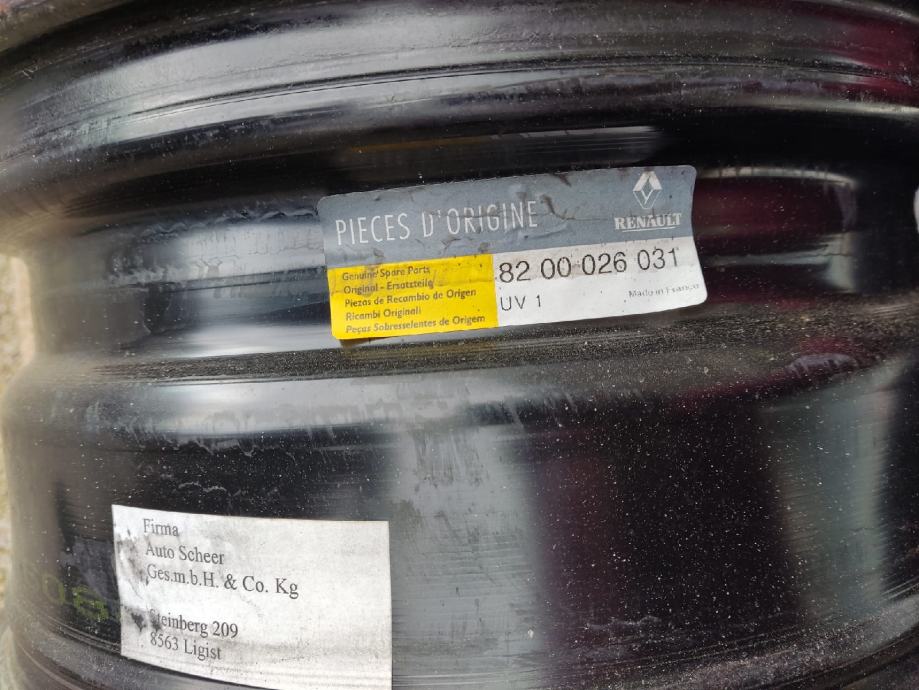 PIECES D'ORIGINE
RENAULT
Genuine Spare Parts
Original - Ersatzteile
Piezas de Recambio de Origen
Ricambi Originali
Peças Sobresselentes de Origem
82 00 026 031
UV 1
Made in France
Firma
Auto Scheer
Ges.m.b.H. & Co. Kg
Steinberg 209
8563 Ligist